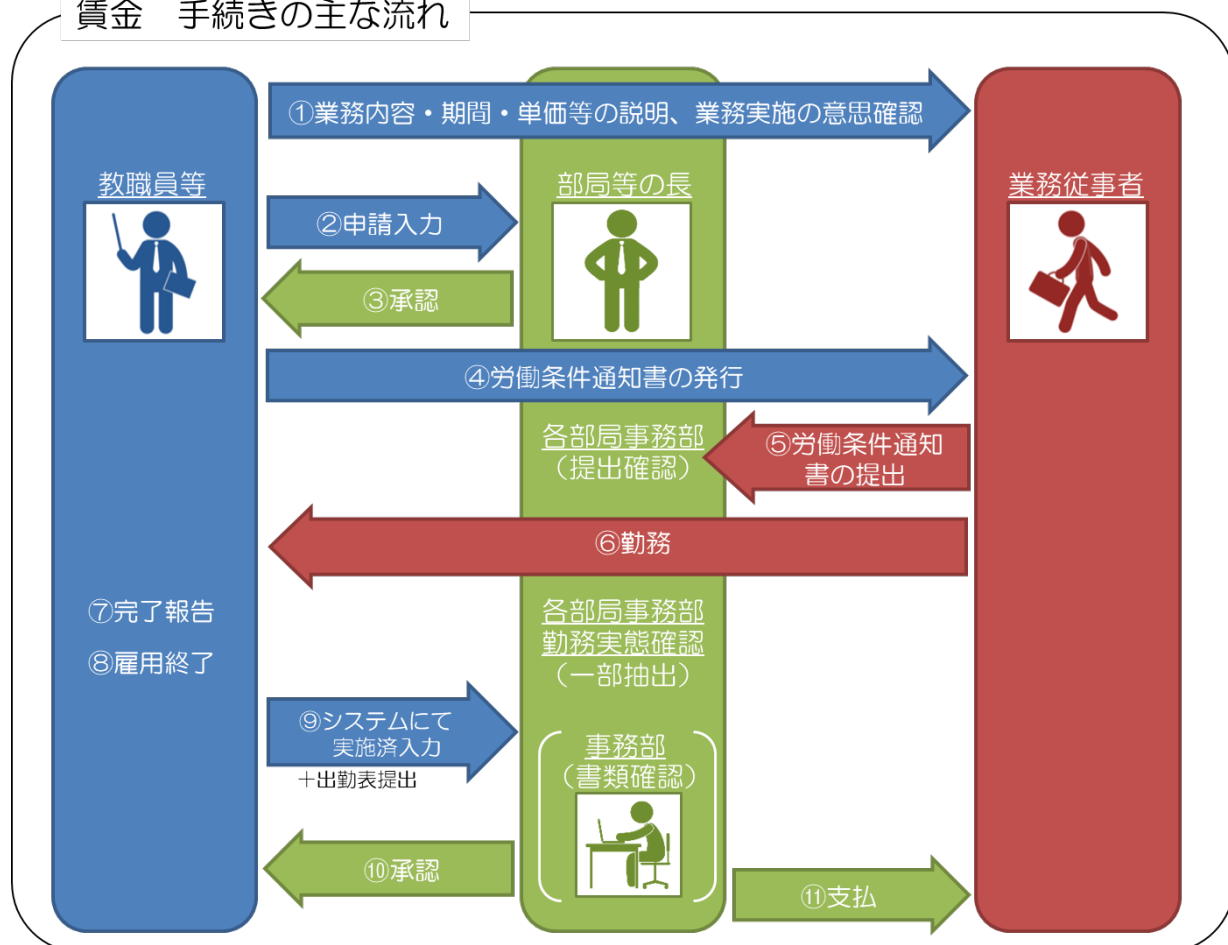 賃金　手続きの主な流れ
①業務内容・期間・単価等の説明、業務実施の意思確認
教職員等
部局等の長
業務従事者
②申請入力
③承認
④労働条件通知書の発行
各部局事務部
（提出確認）
⑤労働条件通知
書の提出
⑥勤務
⑦完了報告
⑧雇用終了
各部局事務部
勤務実態確認
（一部抽出）
⑨システムにて
実施済入力
＋出勤表提出
事務部
（書類確認）
⑩承認
⑪支払